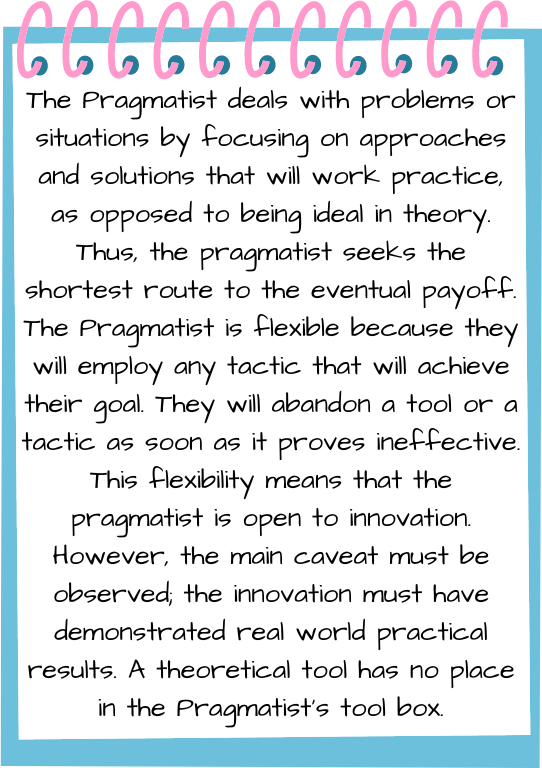 The Pragmatist deals with problems or
situations by focusing on approaches
and solutions that will work practice,
as opposed to being ideal in theory.
Thus, the pragmatist seeks the
shortest route to the eventual payoff.
The Pragmatist is flexible because they
will employ any tactic that will achieve
their goal. They will abandon a tool or a
tactic as soon as it proves ineffective.
This flexibility means that the
pragmatist is open to innovation.
However, the main caveat must be
observed; the innovation must have
demonstrated real world practical
results. A theoretical tool has no place
in the Pragmatist's tool box.